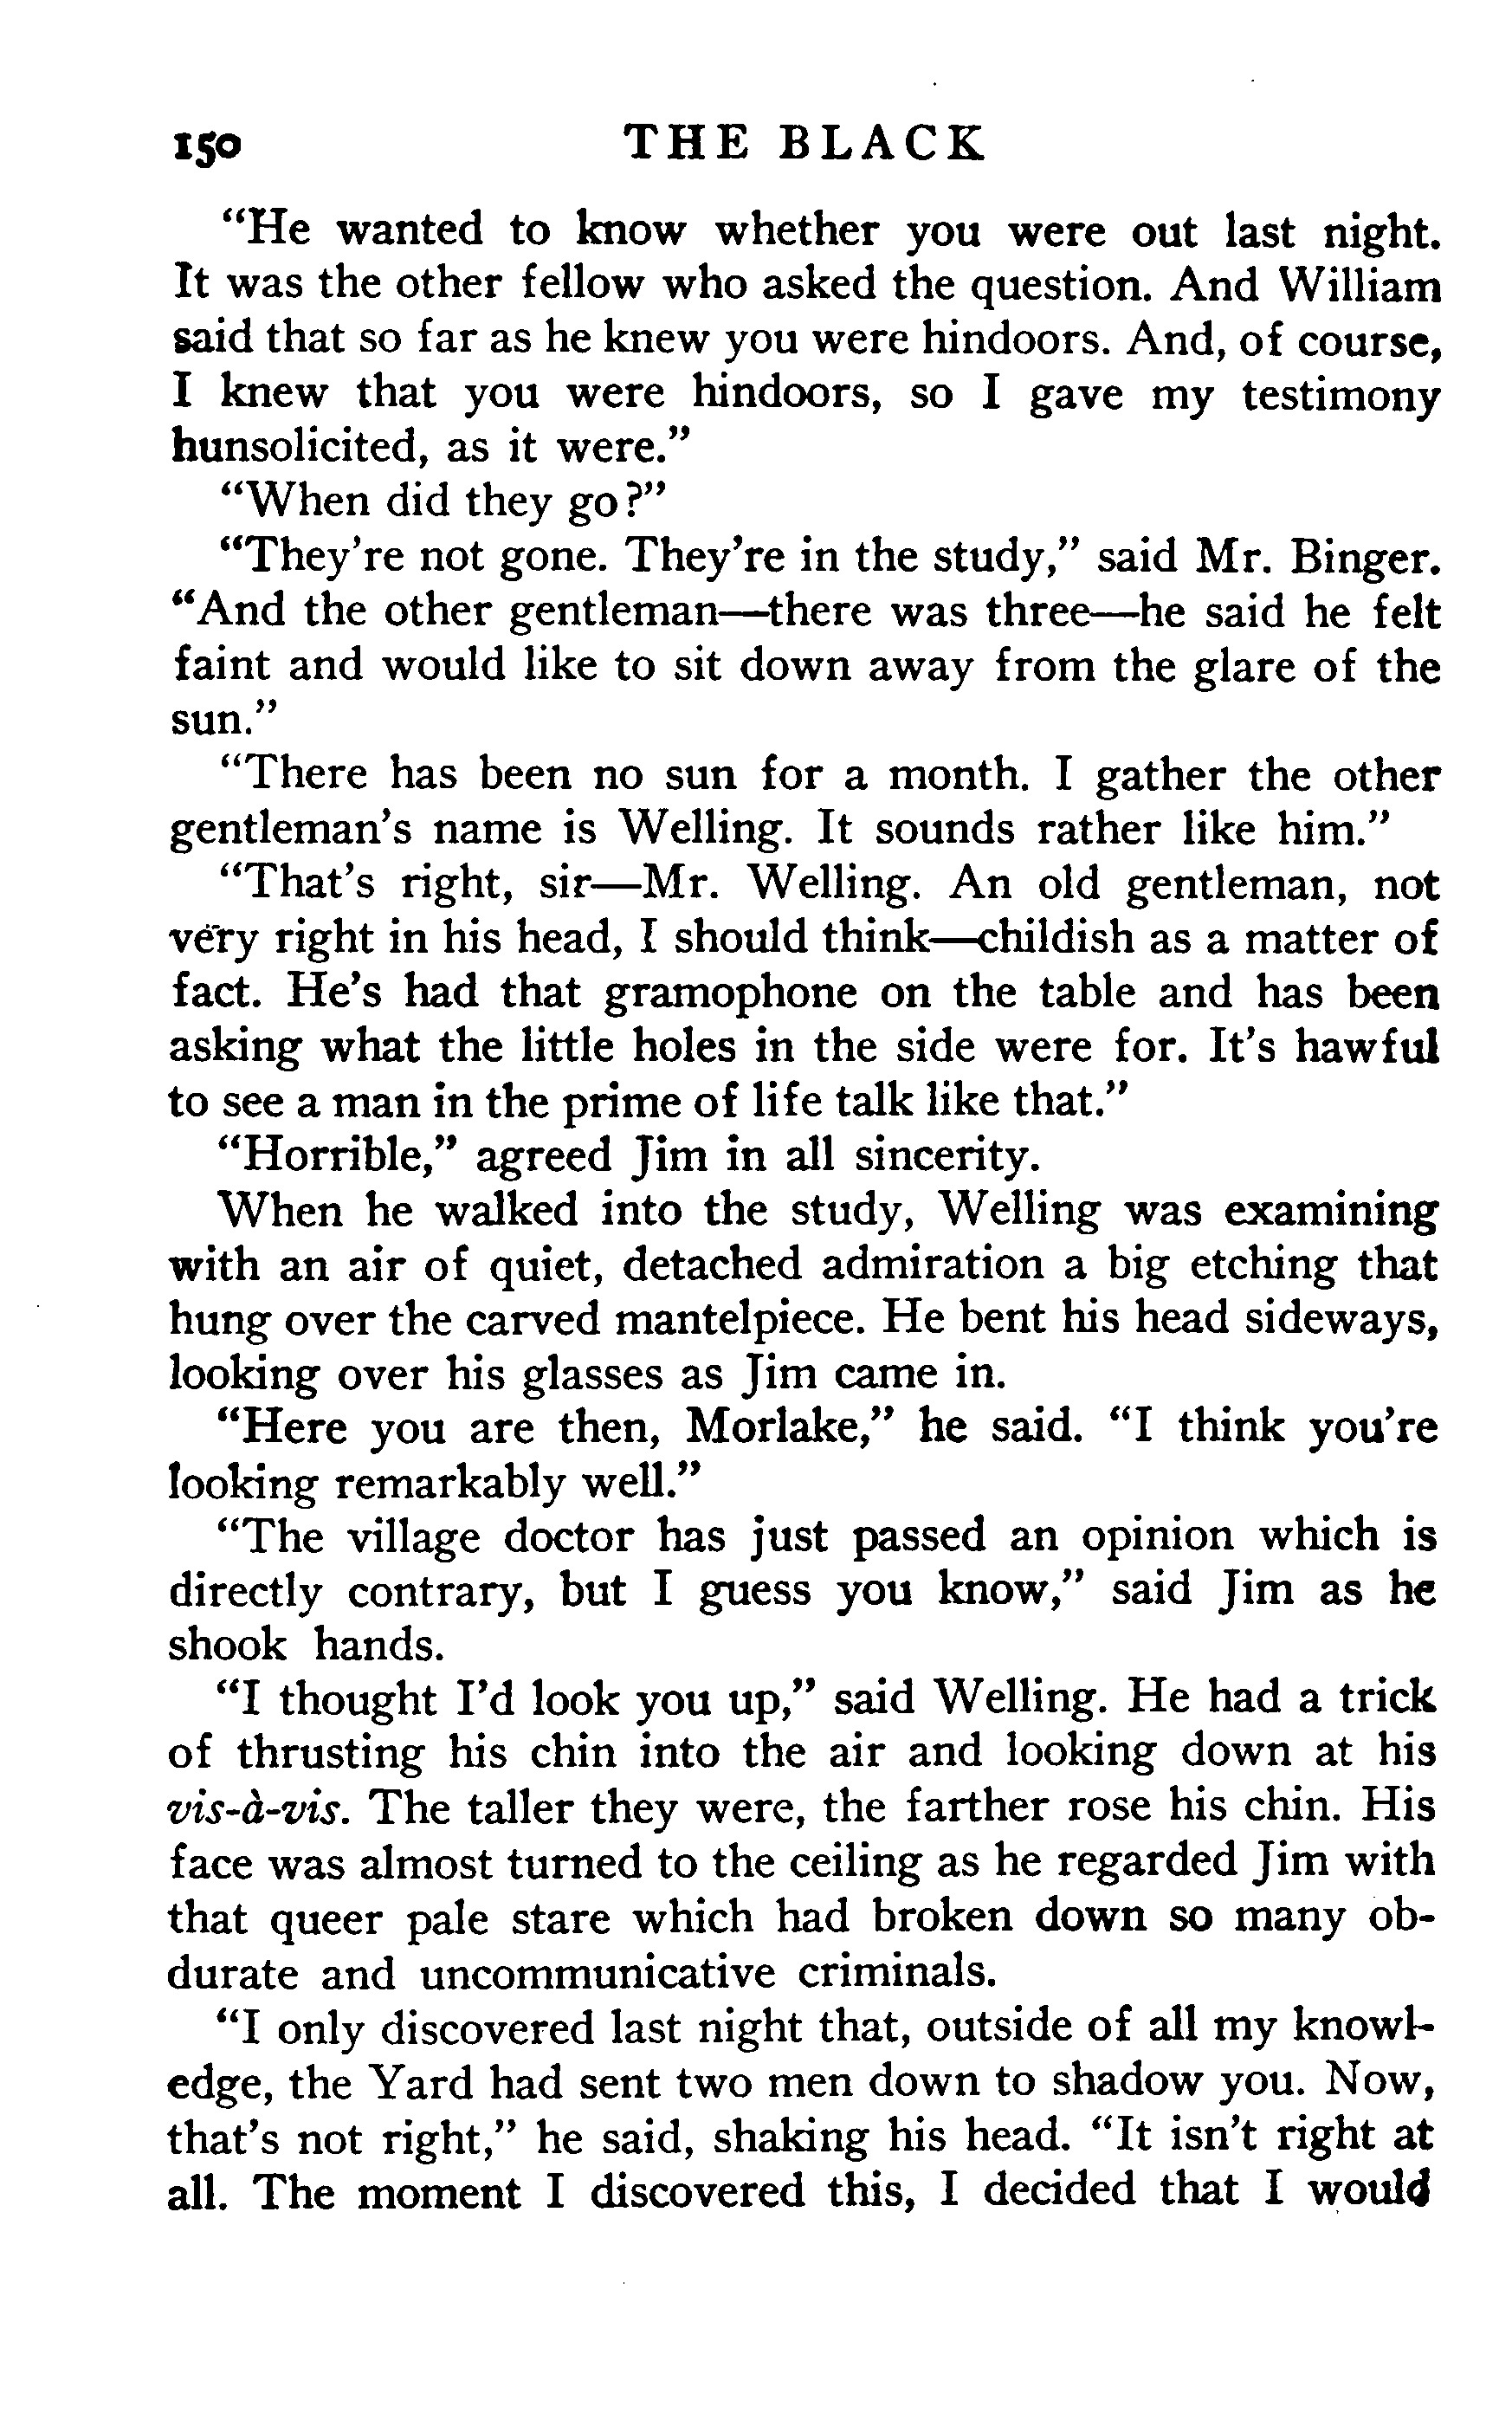 150 THE BLACK
"He wanted to know whether you were out last night.
It was the other fellow who asked the question. And William
said that so far as he knew you were hindoors. And, of course,
I knew that you were hindoors, so I gave my testimony
hunsolicited, as it were."
"When did they go?"
"They're not gone. They're in the study," said Mr. Binger.
"And the other gentleman—there was three—he said he felt
faint and would like to sit down away from the glare of the
sun."
"There has been no sun for a month. I gather the other
gentleman's name is Welling. It sounds rather like him."
"That's right, sir—Mr. Welling. An old gentleman, not
very right in his head, I should think—childish as a matter of
fact. He's had that gramophone on the table and has been
asking what the little holes in the side were for. It's hawful
to see a man in the prime of life talk like that."
"Horrible," agreed Jim in all sincerity.
When he walked into the study, Welling was examining
with an air of quiet, detached admiration a big etching that
hung over the carved mantelpiece. He bent his head sideways,
looking over his glasses as Jim came in.
"Here you are then, Morlake," he said. "I think you're
looking remarkably well."
"The village doctor has just passed an opinion which is
directly contrary, but I guess you know," said Jim as he
shook hands.
"I thought I'd look you up," said Welling. He had a trick
of thrusting his chin into the air and looking down at his
vis-à-vis. The taller they were, the farther rose his chin. His
face was almost turned to the ceiling as he regarded Jim with
that queer pale stare which had broken down so many ob-
durate and uncommunicative criminals.
"I only discovered last night that, outside of all my knowl-
edge, the Yard had sent two men down to shadow you. Now,
that's not right," he said, shaking his head. "It isn't right at
all. The moment I discovered this, I decided that I would